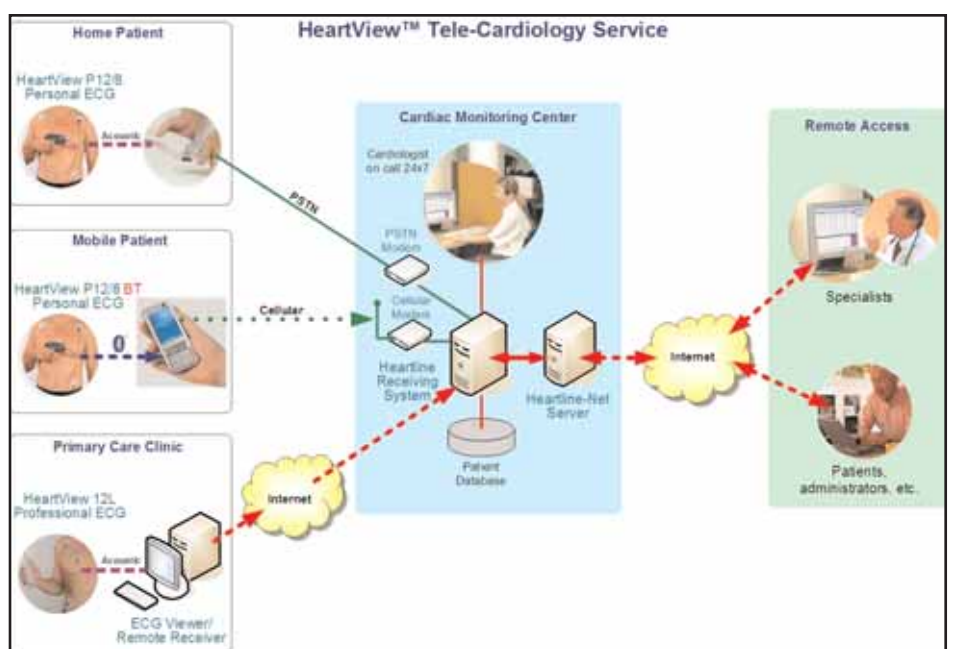 HeartView™ Tele-Cardiology Service
Home Patient
HeartView P12/8
Personal ECG
Acoustic
PSTN
Mobile Patient
HeartView P12/8 BT
Personal ECG
Cellular
Primary Care Clinic
HeartView 12L
Professional ECG
Acoustic
ECG Viewer/
Remote Receiver
Internet
Cardiac Monitoring Center
Cardiologist
on call 24x7
PSTN
Modem
Cellular
Modem
Heartline
Receiving
System
Heartline-Net
Server
Patient
Database
Internet
Remote Access
Specialists
Patients,
administrators, etc.